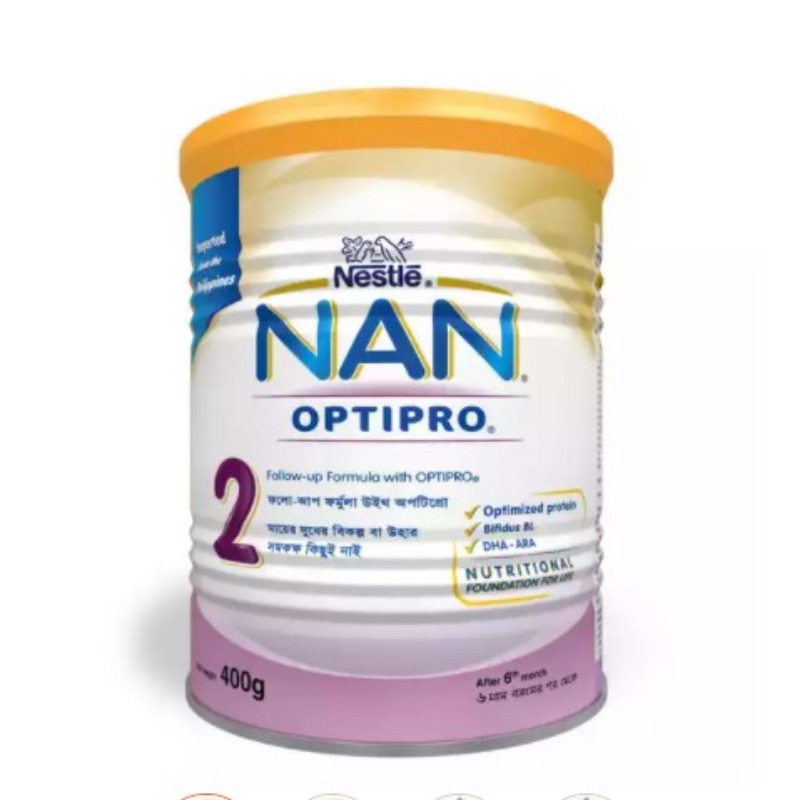 Imported
from the
Philippines
Nestlé®
NAN®
OPTIPRO®
2
Follow-up Formula with OPTIPRO®
ফলো-আপ ফর্মুলা উইথ অপটিপ্রো
মায়ের দুধের বিকল্প বা উহার
সমকক্ষ কিছুই নাই
Optimized protein
Bifidus BL
DHA - ARA
NUTRITIONAL
FOUNDATION FOR LIFE
400g
After 6th month
৬ মাস বয়সের পর থেকে